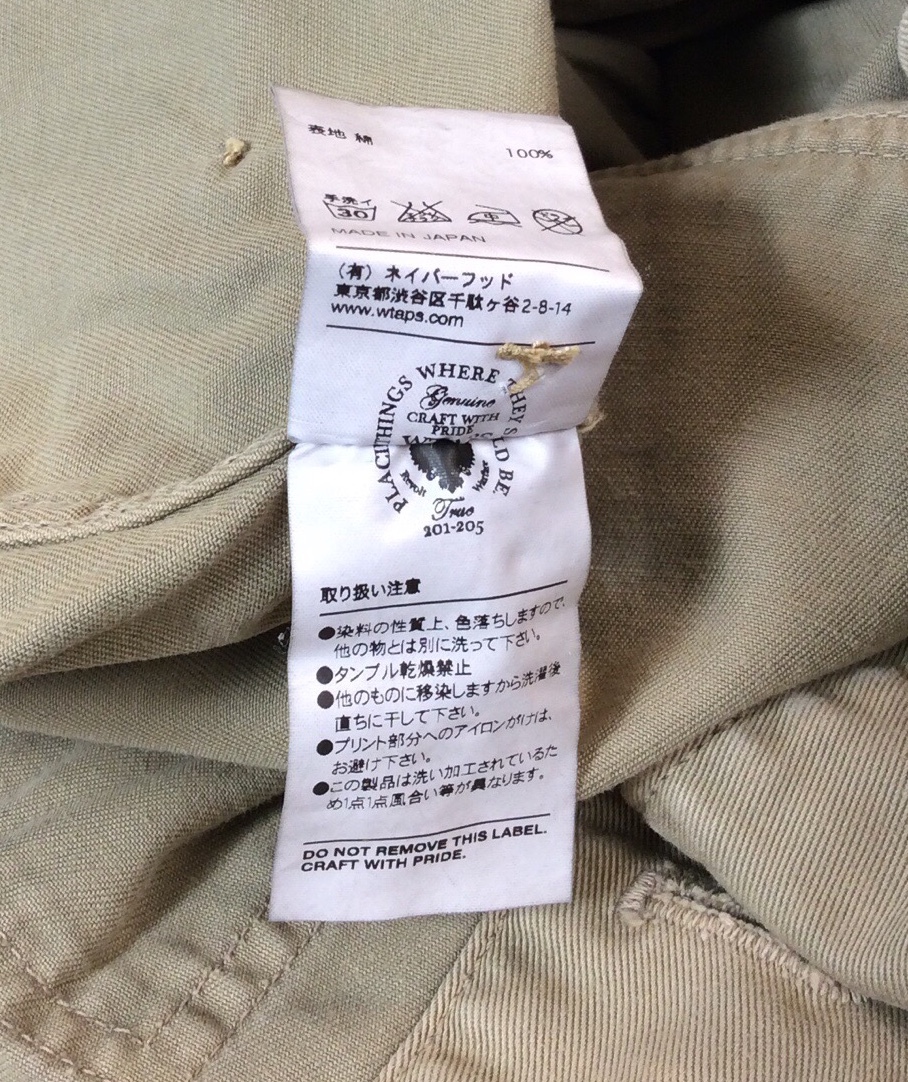 表地 綿
100%
手洗イ
30
MADE IN JAPAN
(有) ネイバーフッド
東京都渋谷区千駄ヶ谷2-8-14
www.wtaps.com
THINGS WHERE THEY
Genuine
CRAFT WITH
PRIDE
Revolt
True
201-205
取り扱い注意
●染料の性質上、色落ちしますので、
他の物とは別に洗って下さい。
●タンブル乾燥禁止
●他のものに移染しますから洗濯後
直ちに干して下さい。
●プリント部分へのアイロンがけは、
お避け下さい。
●この製品は洗い加工されているた
め1点1点風合い等が異なります。
DO NOT REMOVE THIS LABEL.
CRAFT WITH PRIDE.